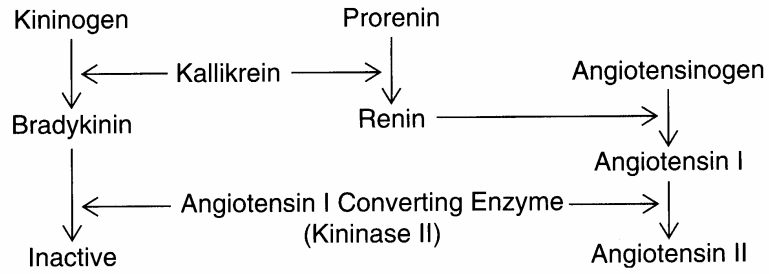 Kininogen
Prorenin
Kallikrein
Angiotensinogen
Bradykinin
Renin
Angiotensin I
Angiotensin I Converting Enzyme
(Kininase II)
Inactive
Angiotensin II